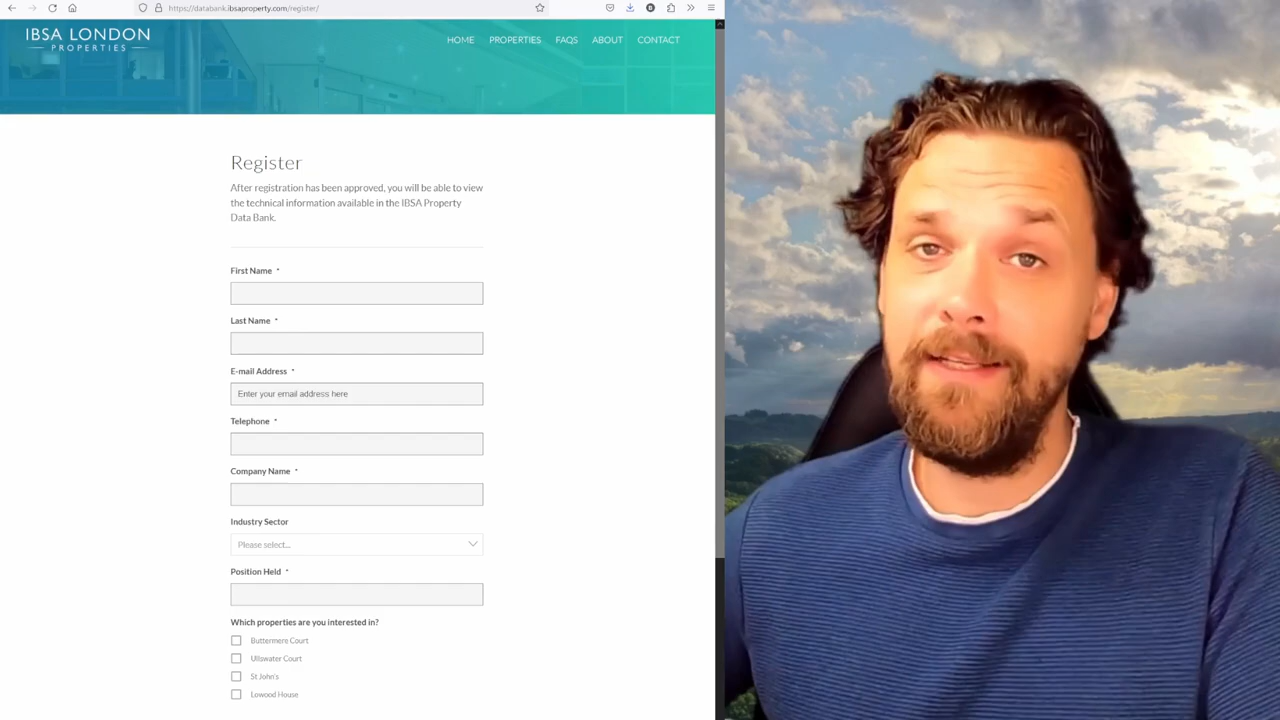 https://databank.ibsaproperty.com/register/
IBSA LONDON
PROPERTIES
HOME PROPERTIES FAQS ABOUT CONTACT
Register
After registration has been approved, you will be able to view
the technical information available in the IBSA Property
Data Bank.
First Name *
Last Name *
E-mail Address *
Enter your email address here
Telephone *
Company Name *
Industry Sector
Please select...
Position Held *
Which properties are you interested in?
Buttermere Court
Ullswater Court
St John's
Lowood House